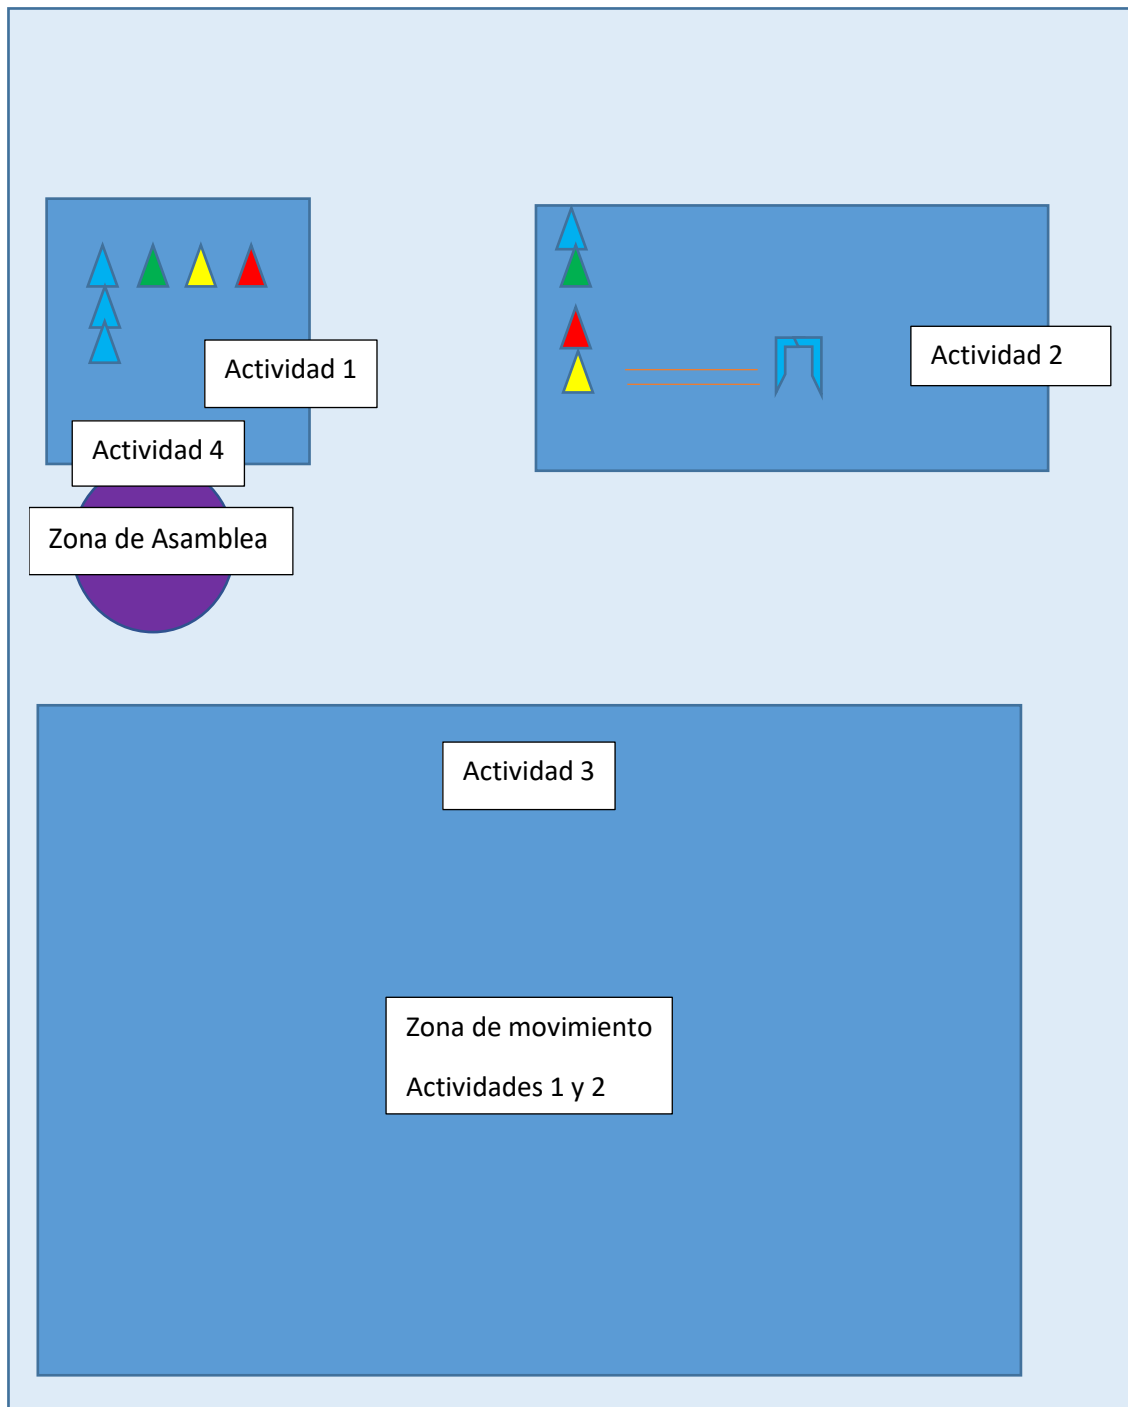 Actividad 1
Actividad 2
Actividad 4
Zona de Asamblea
Actividad 3
Zona de movimiento
Actividades 1 y 2